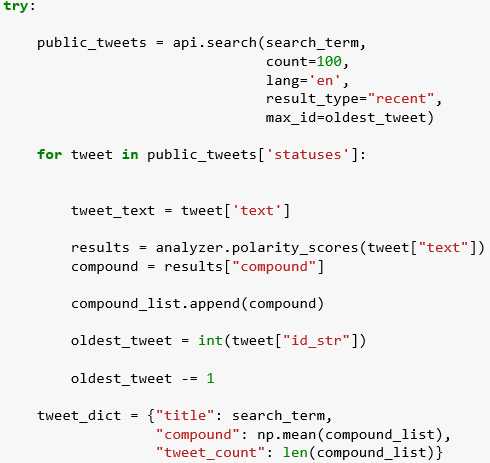 try:
    public_tweets = api.search(search_term,
                               count=100,
                               lang='en',
                               result_type="recent",
                               max_id=oldest_tweet)
    for tweet in public_tweets['statuses']:
        tweet_text = tweet['text']
        results = analyzer.polarity_scores(tweet["text"])
        compound = results["compound"]
        compound_list.append(compound)
        oldest_tweet = int(tweet["id_str"])
        oldest_tweet -= 1
    tweet_dict = {"title": search_term,
                  "compound": np.mean(compound_list),
                  "tweet_count": len(compound_list)}